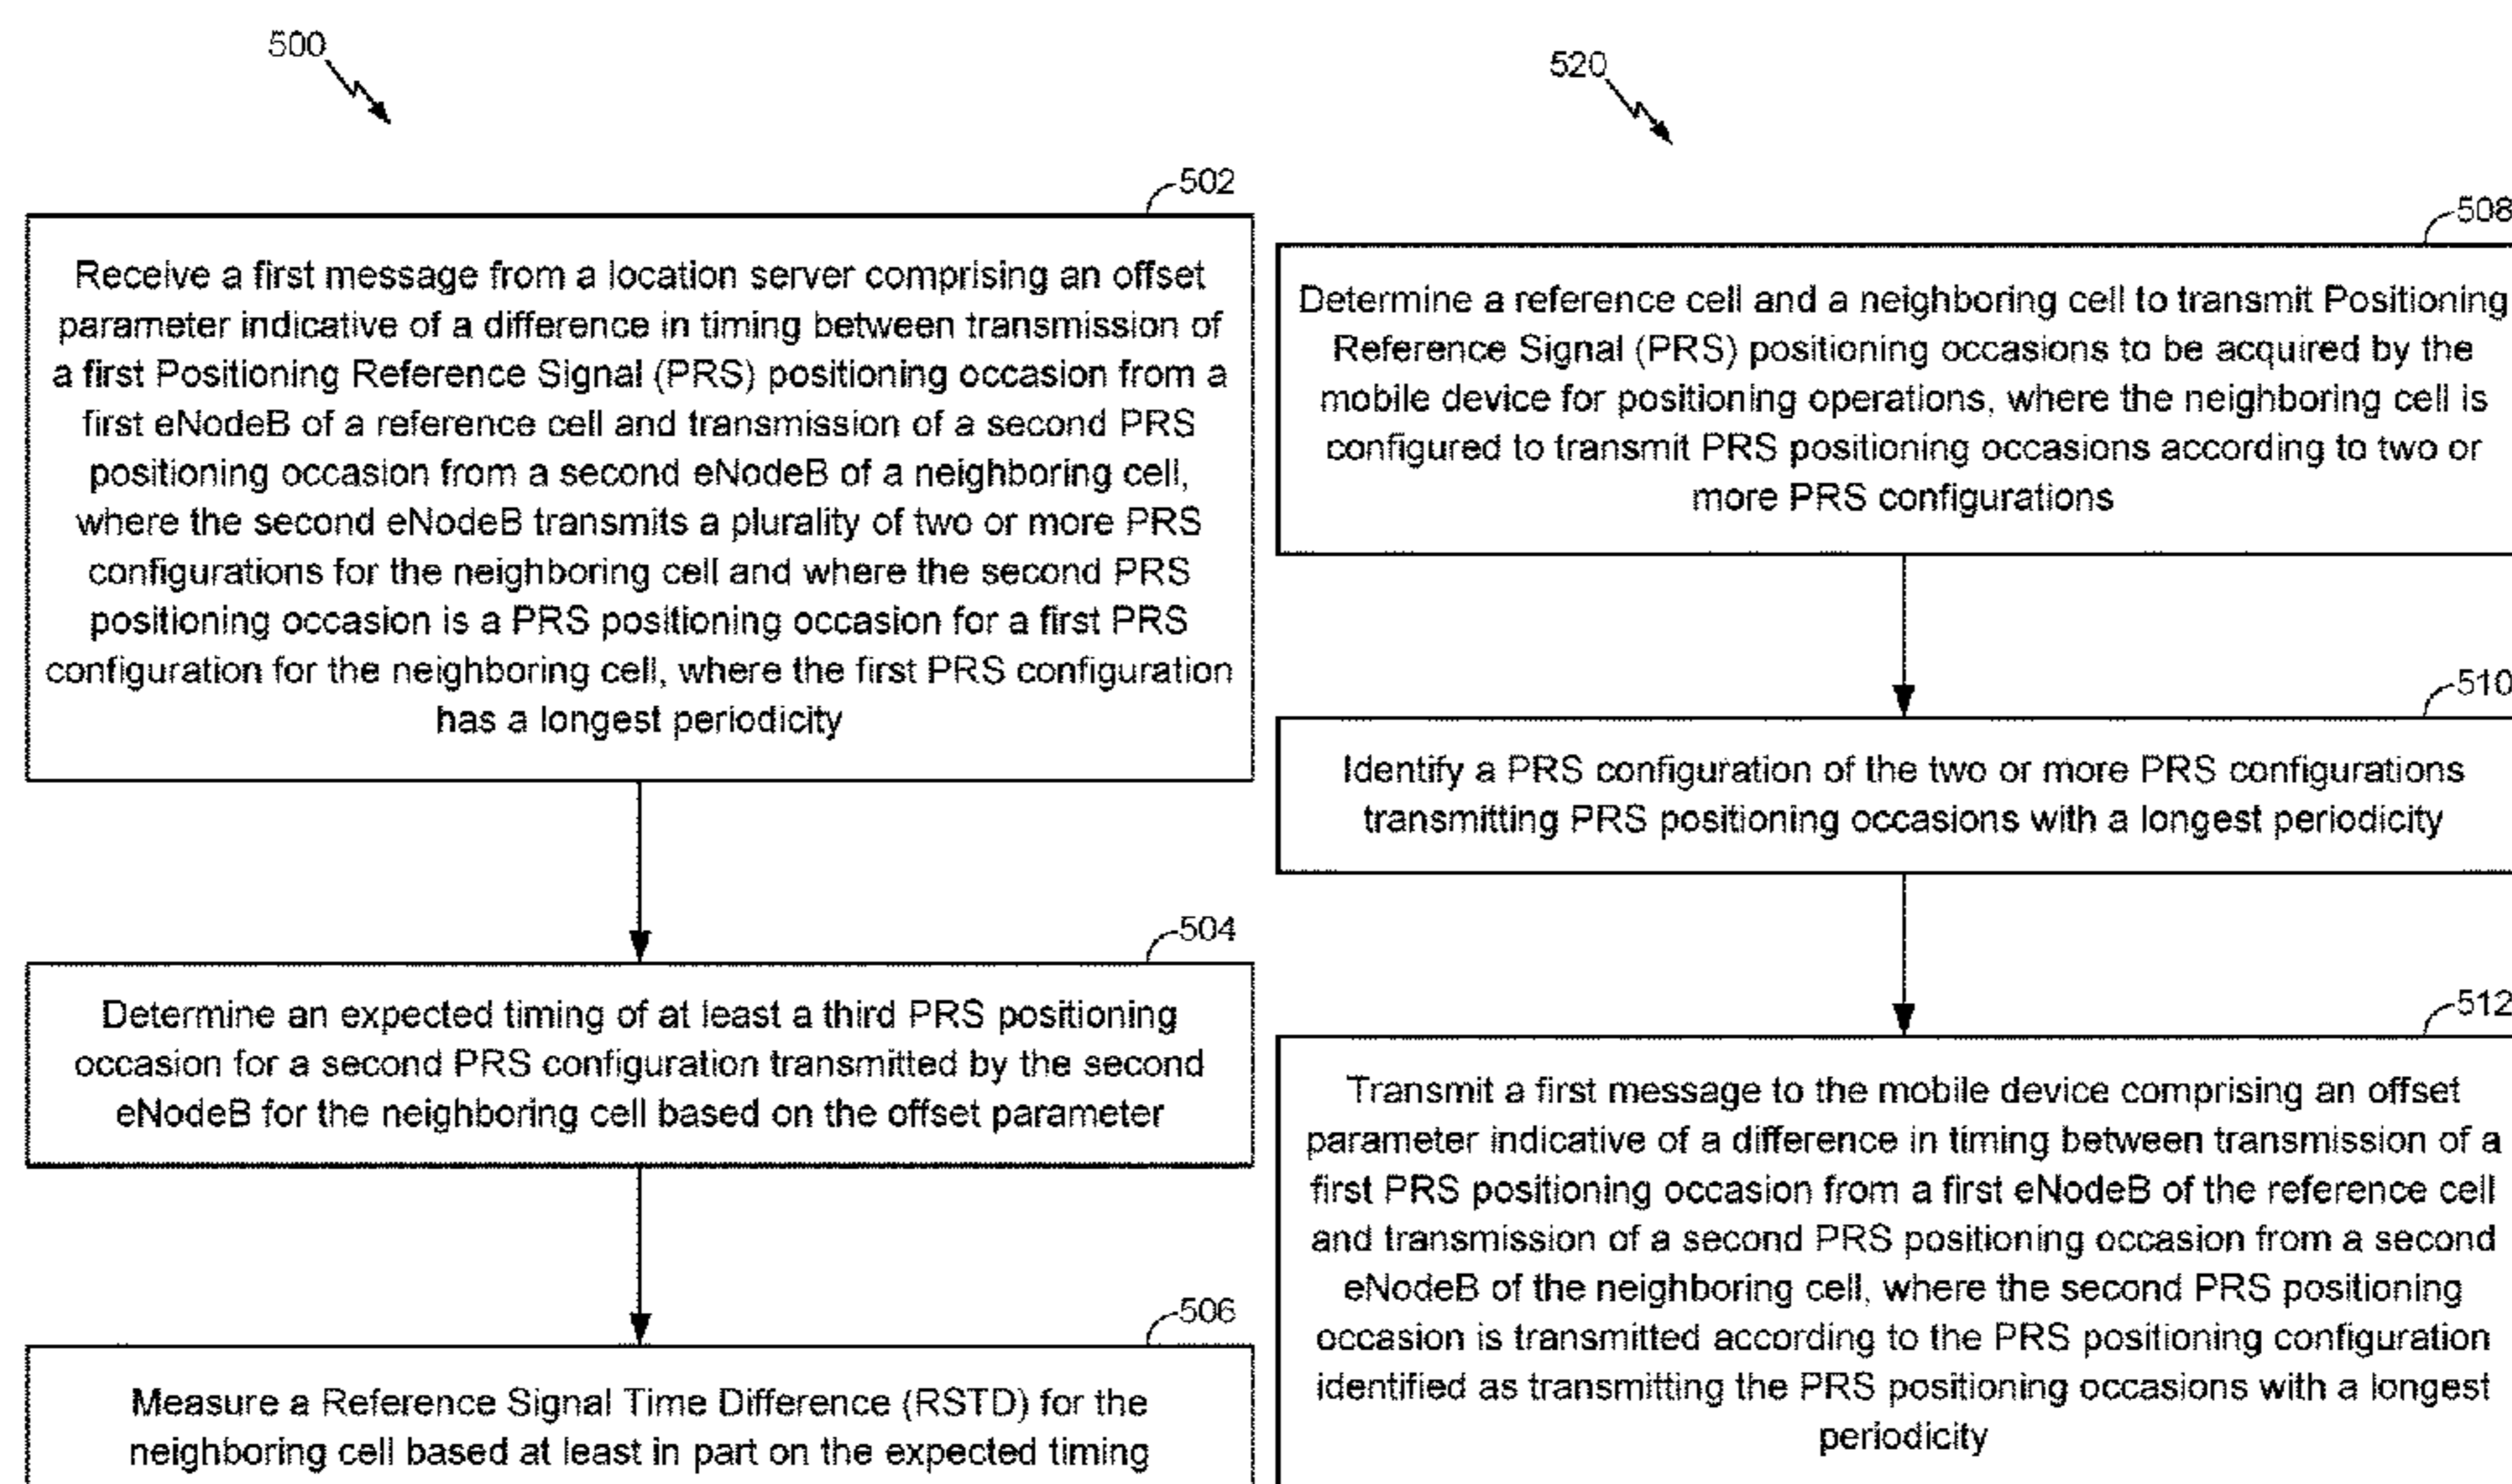 500
502
Receive a first message from a location server comprising an offset
parameter indicative of a difference in timing between transmission of
a first Positioning Reference Signal (PRS) positioning occasion from a
first eNodeB of a reference cell and transmission of a second PRS
positioning occasion from a second eNodeB of a neighboring cell,
where the second eNodeB transmits a plurality of two or more PRS
configurations for the neighboring cell and where the second PRS
positioning occasion is a PRS positioning occasion for a first PRS
configuration for the neighboring cell, where the first PRS configuration
has a longest periodicity
504
Determine an expected timing of at least a third PRS positioning
occasion for a second PRS configuration transmitted by the second
eNodeB for the neighboring cell based on the offset parameter
506
Measure a Reference Signal Time Difference (RSTD) for the
neighboring cell based at least in part on the expected timing
520
508
Determine a reference cell and a neighboring cell to transmit Positioning
Reference Signal (PRS) positioning occasions to be acquired by the
mobile device for positioning operations, where the neighboring cell is
configured to transmit PRS positioning occasions according to two or
more PRS configurations
510
Identify a PRS configuration of the two or more PRS configurations
transmitting PRS positioning occasions with a longest periodicity
512
Transmit a first message to the mobile device comprising an offset
parameter indicative of a difference in timing between transmission of a
first PRS positioning occasion from a first eNodeB of the reference cell
and transmission of a second PRS positioning occasion from a second
eNodeB of the neighboring cell, where the second PRS positioning
occasion is transmitted according to the PRS positioning configuration
identified as transmitting the PRS positioning occasions with a longest
periodicity